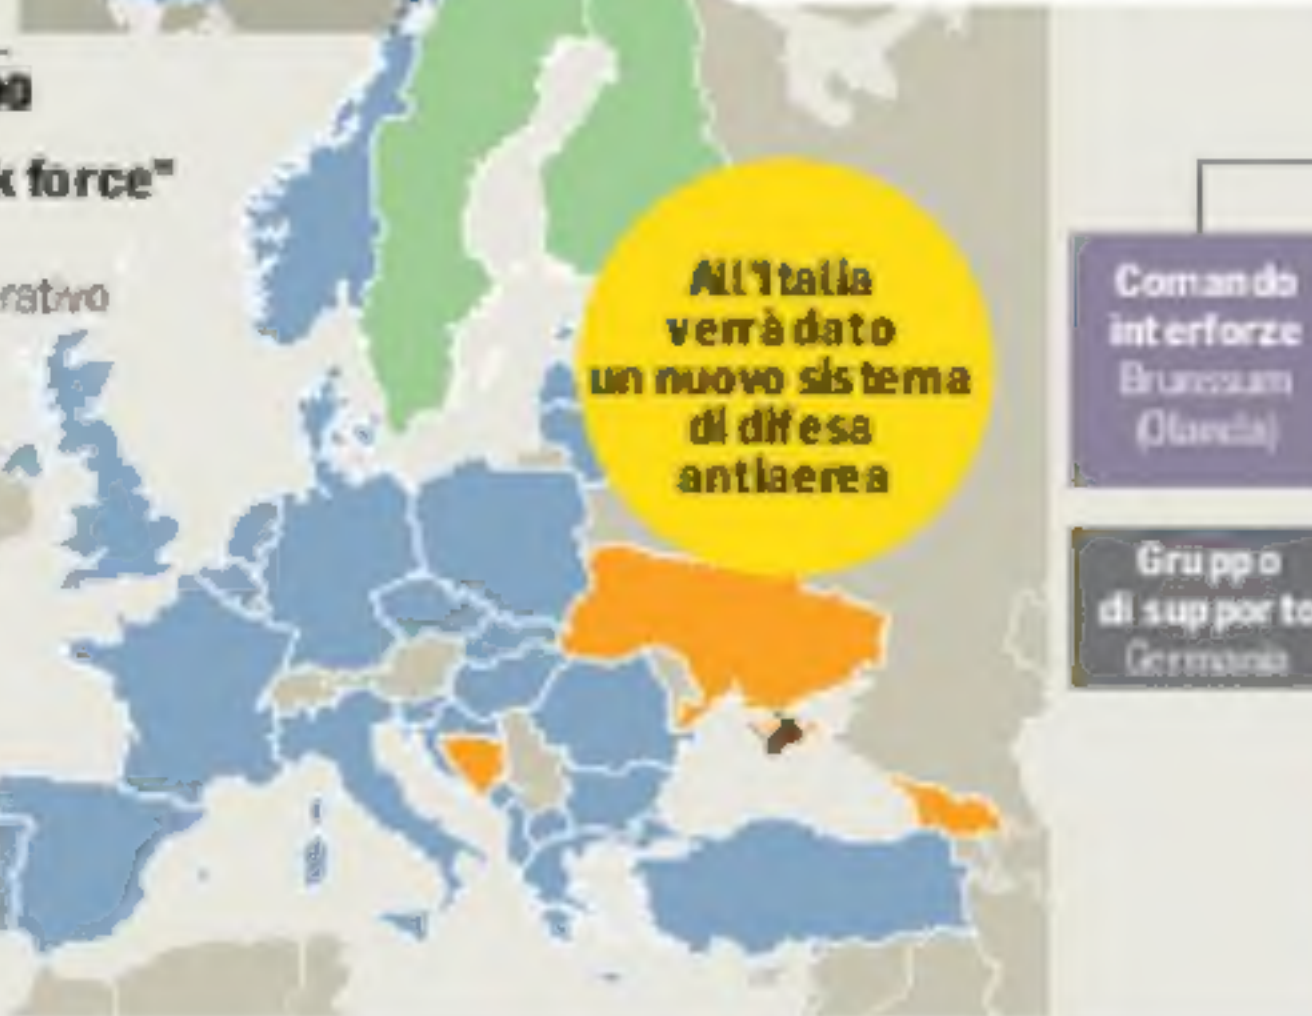 k force"
rativo
All'Italia
verrà dato
un nuovo sistema
di difesa
antiaerea
Comando
interforze
Brunssum
(Olanda)
Gruppo
di supporto
Germania